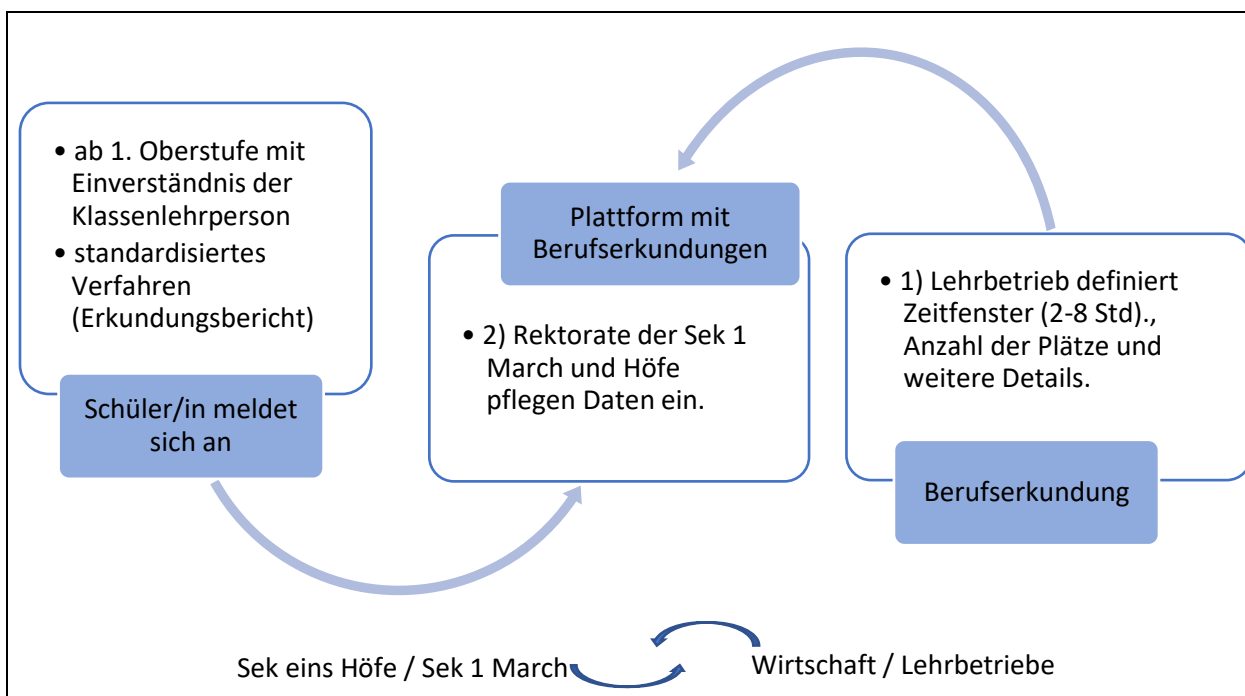 • ab 1. Oberstufe mit
Einverständnis der
Klassenlehrperson
• standardisiertes
Verfahren
(Erkundungsbericht)
Schüler/in meldet
sich an
Plattform mit
Berufserkundungen
• 2) Rektorate der Sek 1
March und Höfe
pflegen Daten ein.
• 1) Lehrbetrieb definiert
Zeitfenster (2-8 Std).,
Anzahl der Plätze und
weitere Details.
Berufserkundung
Sek eins Höfe / Sek 1 March
Wirtschaft / Lehrbetriebe